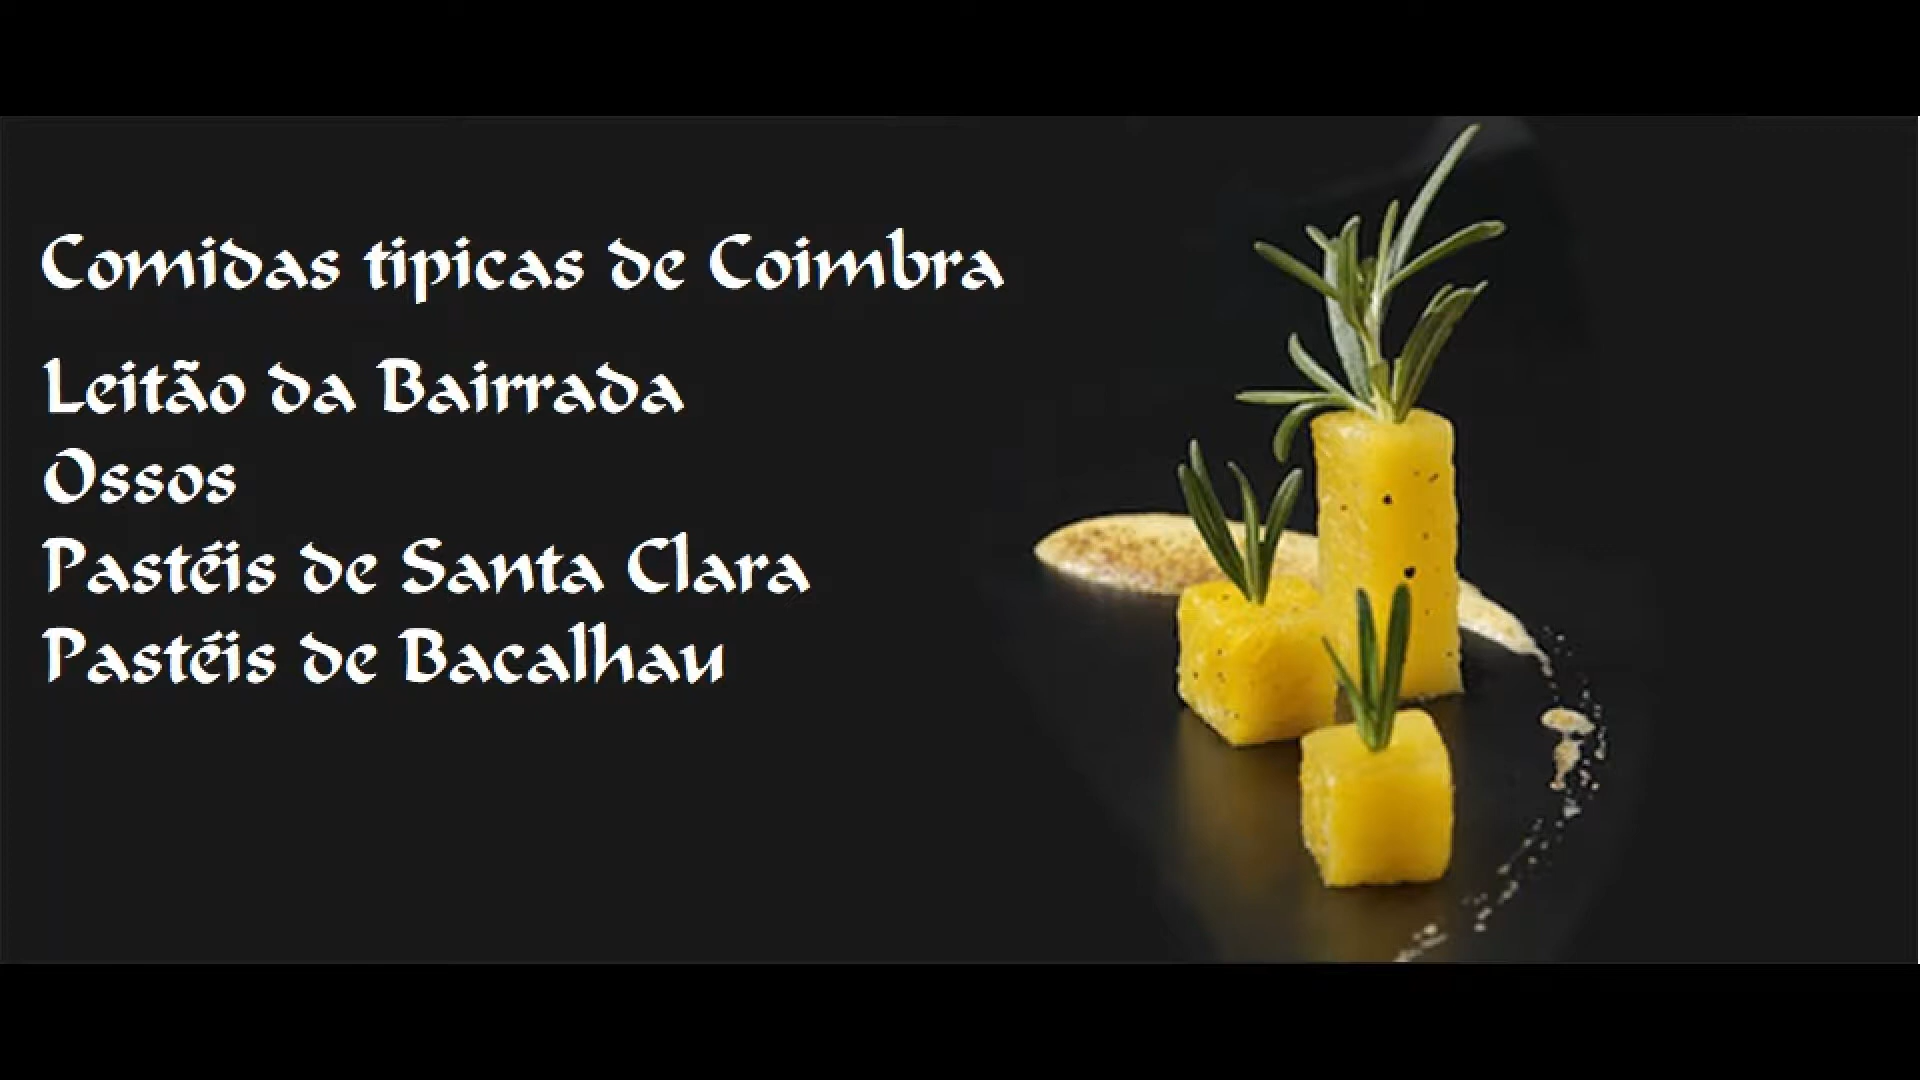 Comidas tipicas de Coimbra
Leitão da Bairrada
Ossos
Pastéis de Santa Clara
Pastéis de Bacalhau